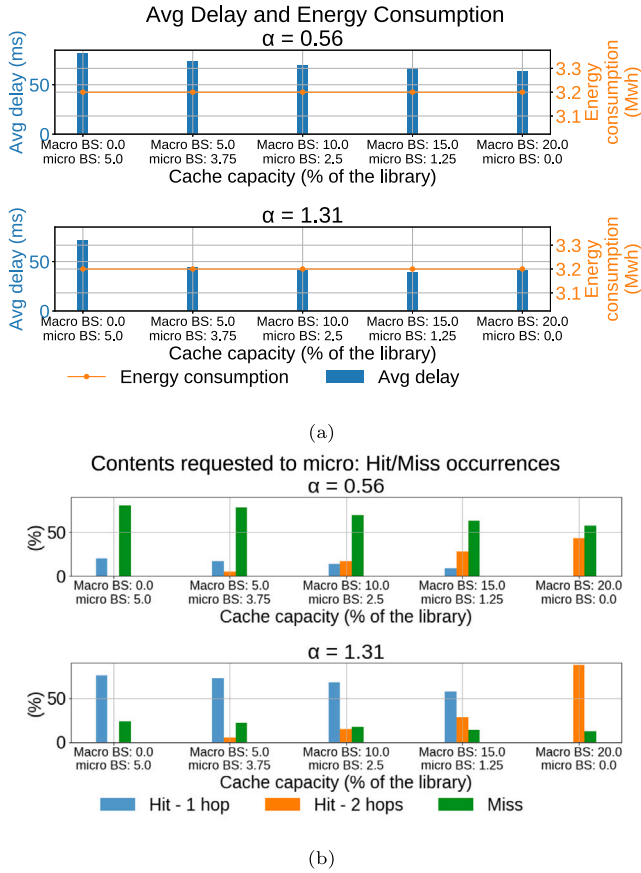 Avg Delay and Energy Consumption
α = 0.56
Avg delay (ms)
50
0
3.3
3.2
3.1
Energy
consumption
(Mwh)
Macro BS: 0.0 Macro BS: 5.0 Macro BS: 10.0 Macro BS: 15.0 Macro BS: 20.0
micro BS: 5.0 micro BS: 3.75 micro BS: 2.5 micro BS: 1.25 micro BS: 0.0
Cache capacity (% of the library)
α = 1.31
Avg delay (ms)
50
0
3.3
3.2
3.1
Energy
consumption
(Mwh)
Macro BS: 0.0 Macro BS: 5.0 Macro BS: 10.0 Macro BS: 15.0 Macro BS: 20.0
micro BS: 5.0 micro BS: 3.75 micro BS: 2.5 micro BS: 1.25 micro BS: 0.0
Cache capacity (% of the library)
Energy consumption Avg delay
(a)
Contents requested to micro: Hit/Miss occurrences
α = 0.56
(%)
50
0
Macro BS: 0.0 Macro BS: 5.0 Macro BS: 10.0 Macro BS: 15.0 Macro BS: 20.0
micro BS: 5.0 micro BS: 3.75 micro BS: 2.5 micro BS: 1.25 micro BS: 0.0
Cache capacity (% of the library)
α = 1.31
(%)
50
0
Macro BS: 0.0 Macro BS: 5.0 Macro BS: 10.0 Macro BS: 15.0 Macro BS: 20.0
micro BS: 5.0 micro BS: 3.75 micro BS: 2.5 micro BS: 1.25 micro BS: 0.0
Cache capacity (% of the library)
Hit - 1 hop Hit - 2 hops Miss
(b)